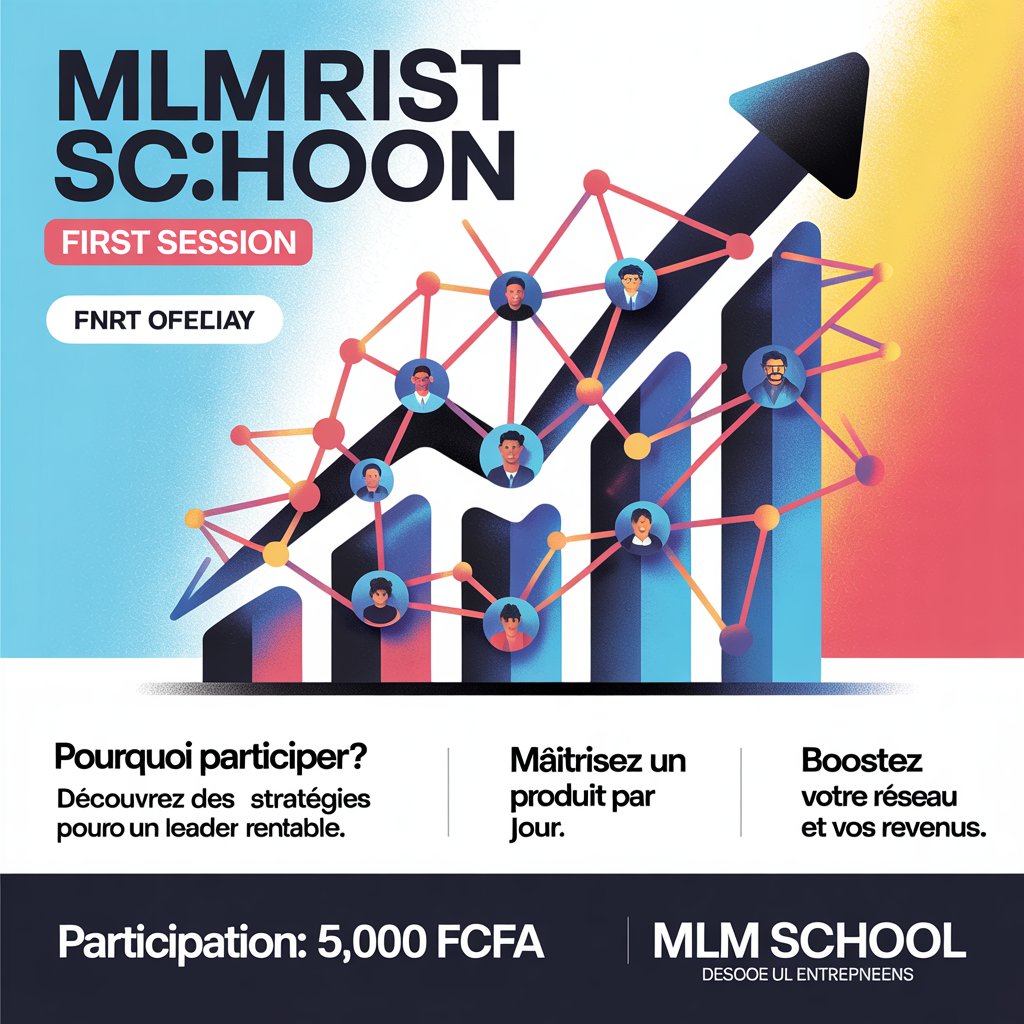 MLMRIST
SC:HOON
FIRST SESSION
FNRT OFECIAY
Pourquoi participer?
Découvrez des stratégies
pouro un leader rentable.
Mâitrisez un
produit par
Jour.
Boostez
votre réseau
et vos revenus.
Participation: 5,000 FCFA
MLM SCHOOL
DESOOE UL ENTREPNEENS